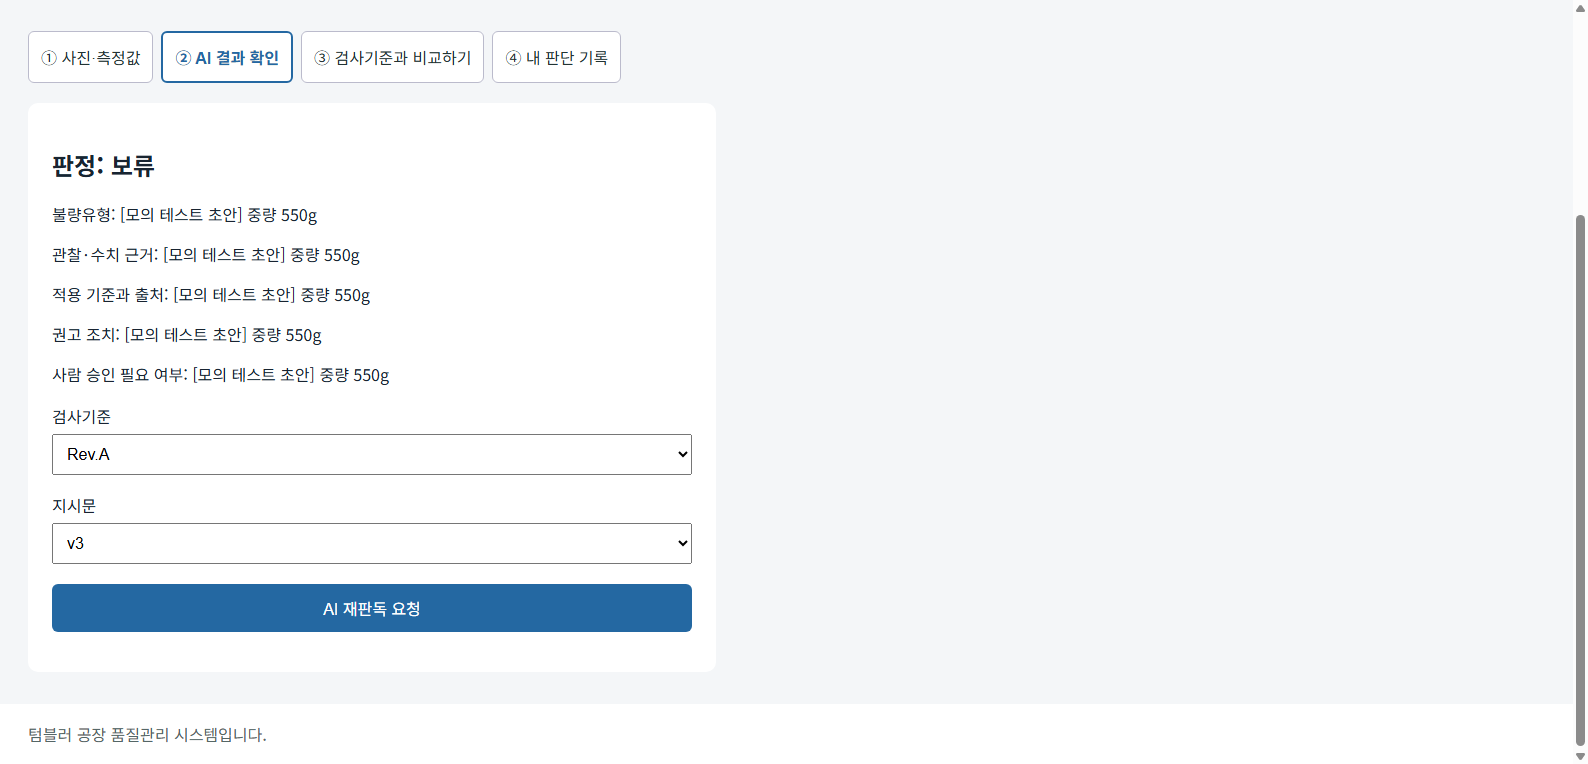 ① 사진·측정값
② AI 결과 확인
③ 검사기준과 비교하기
④ 내 판단 기록
판정: 보류
불량유형: [모의 테스트 초안] 중량 550g
관찰·수치 근거: [모의 테스트 초안] 중량 550g
적용 기준과 출처: [모의 테스트 초안] 중량 550g
권고 조치: [모의 테스트 초안] 중량 550g
사람 승인 필요 여부: [모의 테스트 초안] 중량 550g
검사기준
Rev.A
지시문
v3
AI 재판독 요청
텀블러 공장 품질관리 시스템입니다.